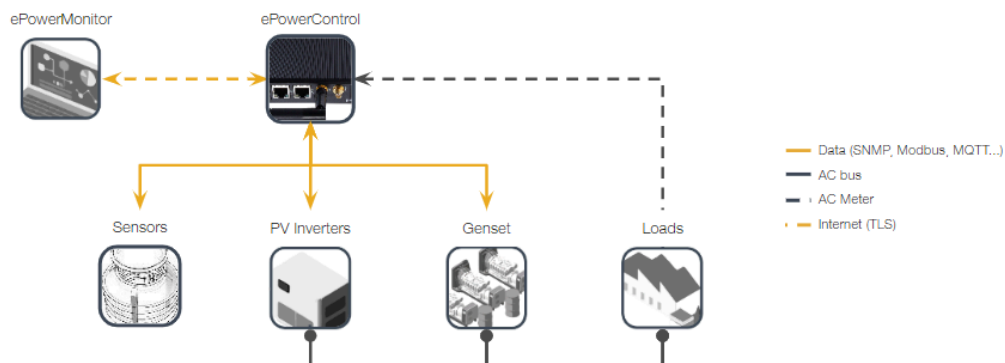 ePowerMonitor
ePowerControl
Data (SNMP, Modbus, MQTT...)
AC bus
AC Meter
Internet (TLS)
Sensors
PV Inverters
Genset
Loads